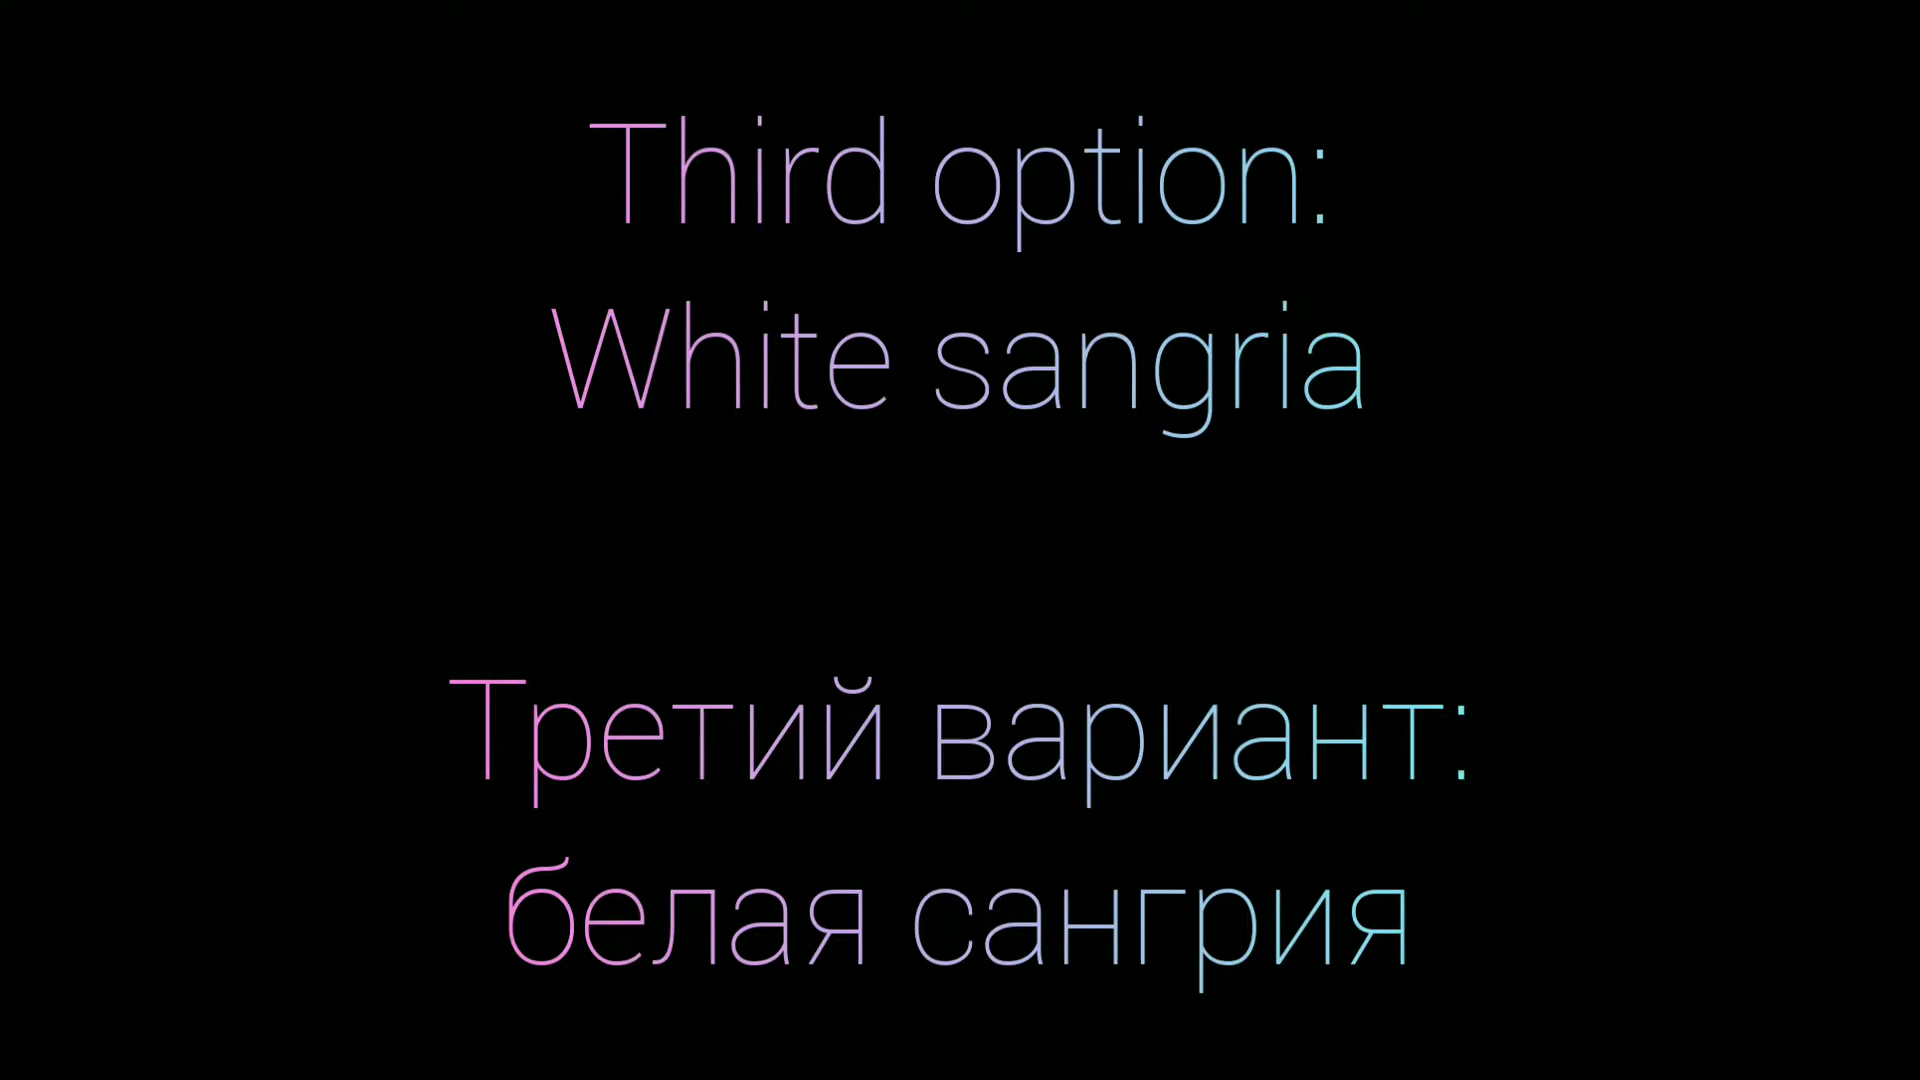 Third option:
White sangria
Третий вариант:
белая сангрия